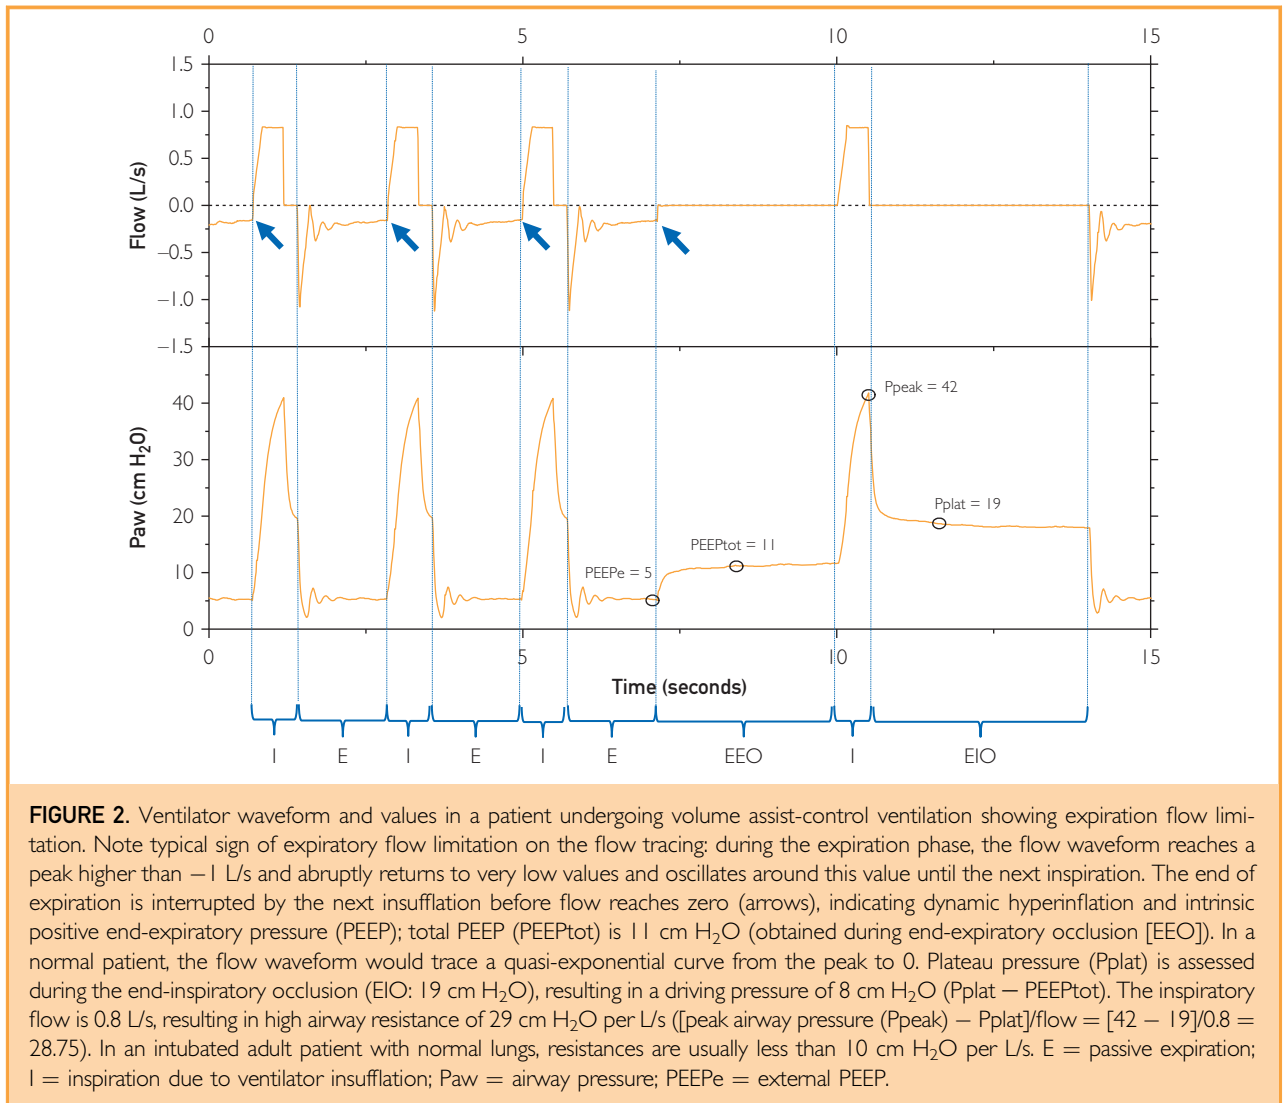 0 5 10 15
1.5
1.0
0.5
0.0
−0.5
−1.0
−1.5
Flow (L/s)
40
30
20
10
0
Paw (cm H2O)
Ppeak = 42
Pplat = 19
PEEPtot = 11
PEEPe = 5
0 5 10 15
Time (seconds)
I E I E I E EEO I EIO
FIGURE 2. Ventilator waveform and values in a patient undergoing volume assist-control ventilation showing expiration flow limi-
tation. Note typical sign of expiratory flow limitation on the flow tracing: during the expiration phase, the flow waveform reaches a
peak higher than −1 L/s and abruptly returns to very low values and oscillates around this value until the next inspiration. The end of
expiration is interrupted by the next insufflation before flow reaches zero (arrows), indicating dynamic hyperinflation and intrinsic
positive end-expiratory pressure (PEEP); total PEEP (PEEPtot) is 11 cm H2O (obtained during end-expiratory occlusion [EEO]). In a
normal patient, the flow waveform would trace a quasi-exponential curve from the peak to 0. Plateau pressure (Pplat) is assessed
during the end-inspiratory occlusion (EIO: 19 cm H2O), resulting in a driving pressure of 8 cm H2O (Pplat − PEEPtot). The inspiratory
flow is 0.8 L/s, resulting in high airway resistance of 29 cm H2O per L/s ([peak airway pressure (Ppeak) − Pplat]/flow = [42 − 19]/0.8 =
28.75). In an intubated adult patient with normal lungs, resistances are usually less than 10 cm H2O per L/s. E = passive expiration;
I = inspiration due to ventilator insufflation; Paw = airway pressure; PEEPe = external PEEP.